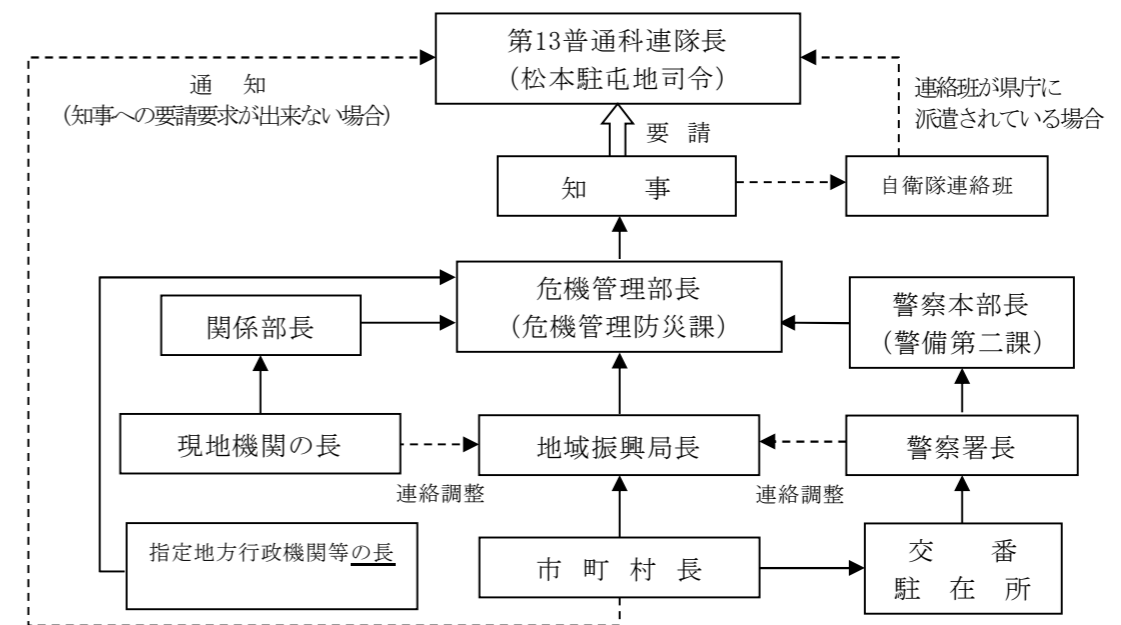 第13普通科連隊長
(松本駐屯地司令)
通 知
(知事への要請要求が出来ない場合)
連絡班が県庁に
派遣されている場合
要 請
知 事
自衛隊連絡班
危機管理部長
(危機管理防災課)
関係部長
警察本部長
(警備第二課)
現地機関の長
地域振興局長
警察署長
連絡調整
連絡調整
指定地方行政機関等の長
市 町 村 長
交 番
駐 在 所